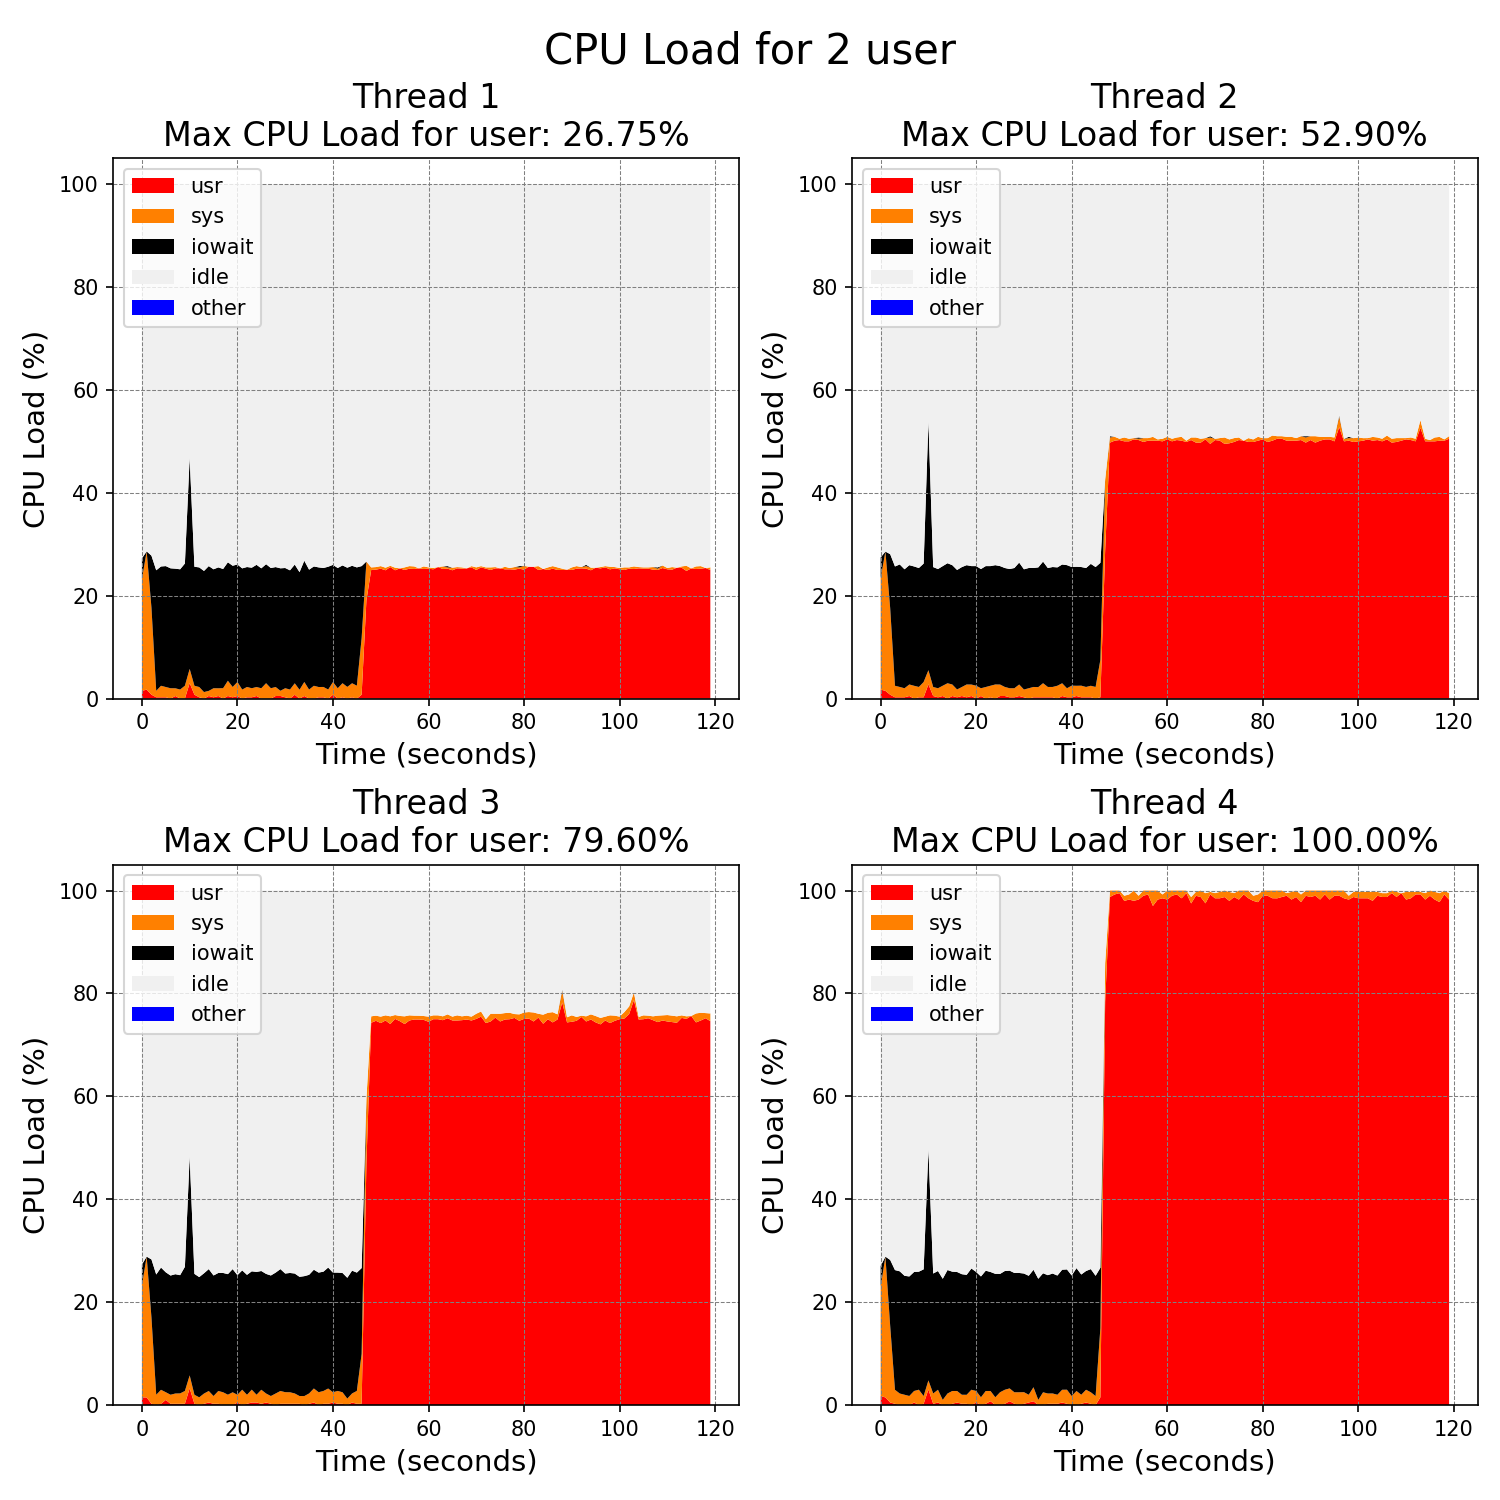 CPU Load for 2 user
Thread 1
Max CPU Load for user: 26.75%
usr
sys
iowait
idle
other
100
80
60
40
20
0
CPU Load (%)
0 20 40 60 80 100 120
Time (seconds)
Thread 2
Max CPU Load for user: 52.90%
usr
sys
iowait
idle
other
100
80
60
40
20
0
CPU Load (%)
0 20 40 60 80 100 120
Time (seconds)
Thread 3
Max CPU Load for user: 79.60%
usr
sys
iowait
idle
other
100
80
60
40
20
0
CPU Load (%)
0 20 40 60 80 100 120
Time (seconds)
Thread 4
Max CPU Load for user: 100.00%
usr
sys
iowait
idle
other
100
80
60
40
20
0
CPU Load (%)
0 20 40 60 80 100 120
Time (seconds)